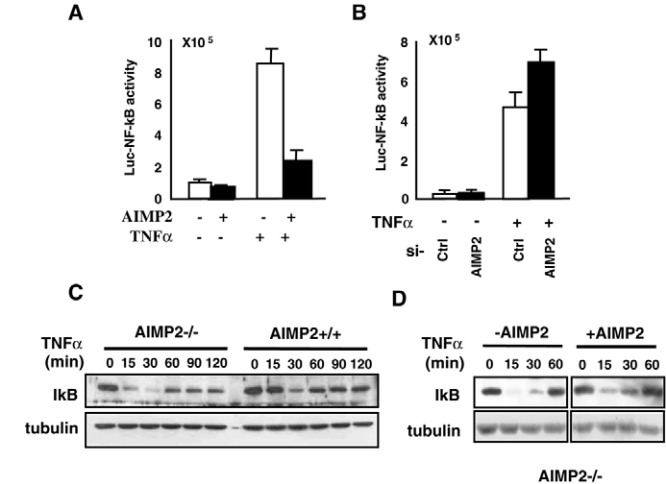 A
Luc-NF-kB activity
X10 5
10
8
6
4
2
0
AIMP2 - + - +
TNFα - - + +
B
Luc-NF-kB activity
X10 5
8
6
4
2
0
TNFα - - + +
si- Ctrl AIMP2 Ctrl AIMP2
C
AIMP2-/- AIMP2+/+
TNFα
(min) 0 15 30 60 90 120 0 15 30 60 90 120
IkB
tubulin
D
-AIMP2 +AIMP2
TNFα
(min) 0 15 30 60 0 15 30 60
IkB
tubulin
AIMP2-/-